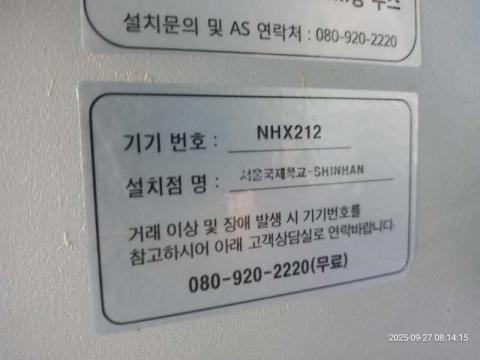 설치문의 및 AS 연락처 : 080-920-2220
기기 번호 : NHX212
설치점 명 : 서울국제학교-SHINHAN
거래 이상 및 장애 발생 시 기기번호를
참고하시어 아래 고객상담실로 연락바랍니다.
080-920-2220(무료)
2025-09-27 08:14:15